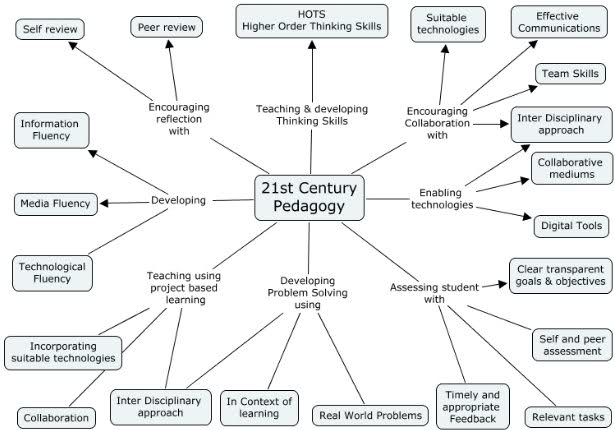 Self review
Peer review
HOTS
Higher Order Thinking Skills
Suitable
technologies
Effective
Communications
Team Skills
Encouraging
reflection
with
Teaching & developing
Thinking Skills
Encouraging
Collaboration
with
Inter Disciplinary
approach
Information
Fluency
Collaborative
mediums
Media Fluency
Developing
21st Century
Pedagogy
Enabling
technologies
Digital Tools
Technological
Fluency
Teaching using
project based
learning
Developing
Problem Solving
using
Assessing student
with
Clear transparent
goals & objectives
Incorporating
suitable technologies
Self and peer
assessment
Collaboration
Inter Disciplinary
approach
In Context of
learning
Real World Problems
Timely and
appropriate
Feedback
Relevant tasks